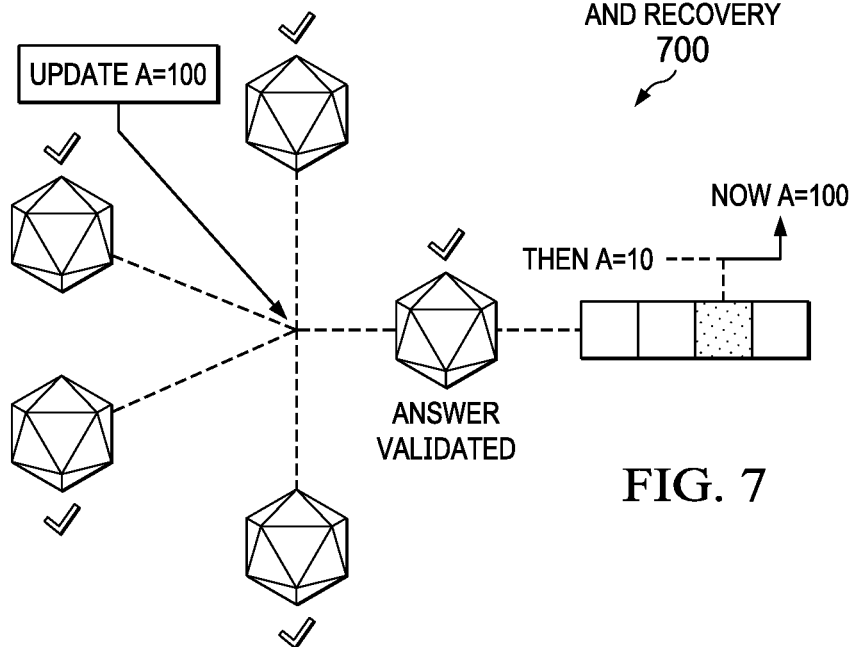 AND RECOVERY
700
UPDATE A=100
NOW A=100
THEN A=10
ANSWER
VALIDATED
FIG. 7